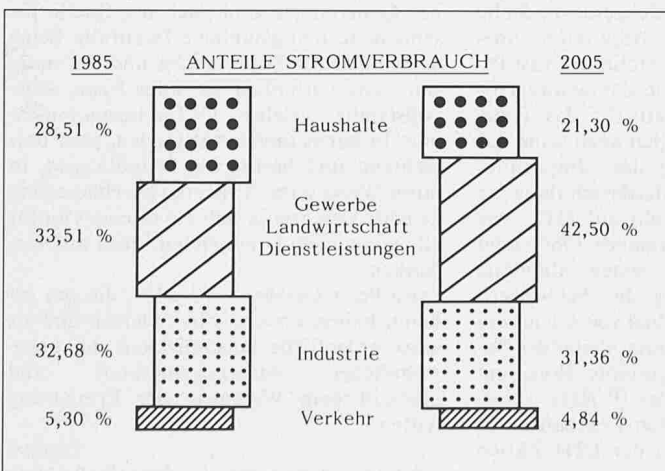 1985 ANTEILE STROMVERBRAUCH 2005
28,51 % Haushalte 21,30 %
Gewerbe
33,51 % Landwirtschaft 42,50 %
Dienstleistungen
32,68 % Industrie 31,36 %
5,30 % Verkehr 4,84 %